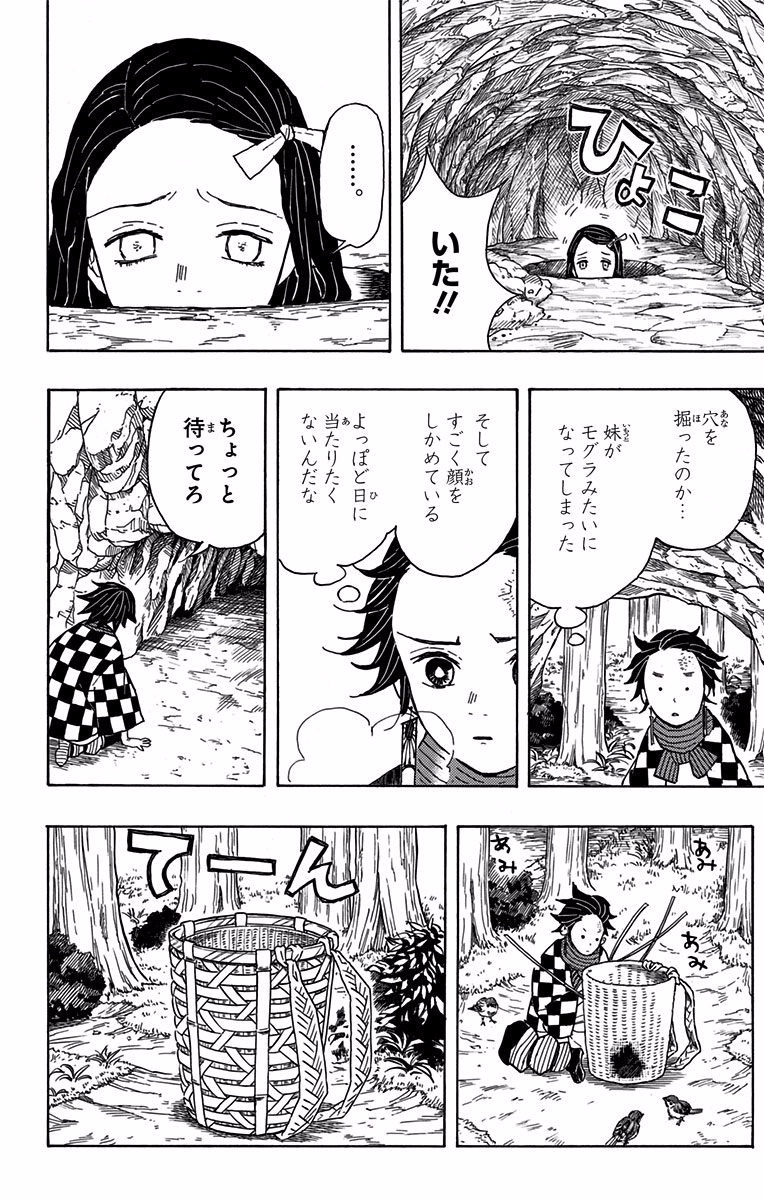 ひょこ
いた!!
……。
穴を
掘ったのか…
妹が
モグラみたいに
なってしまった
そして
すごく顔を
しかめている
よっぽど日に
当たりたく
ないんだな
ちょっと
待ってろ
あみ
あみ
あみ
あみ
てーん